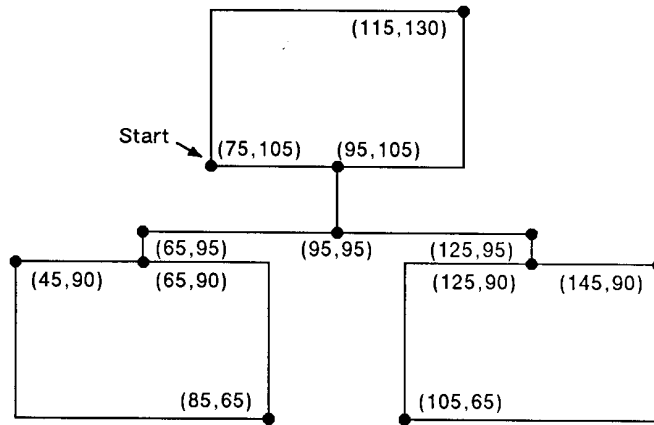 (115,130)
Start
(75,105) (95,105)
(65,95) (95,95) (125,95)
(45,90) (65,90) (125,90) (145,90)
(85,65) (105,65)